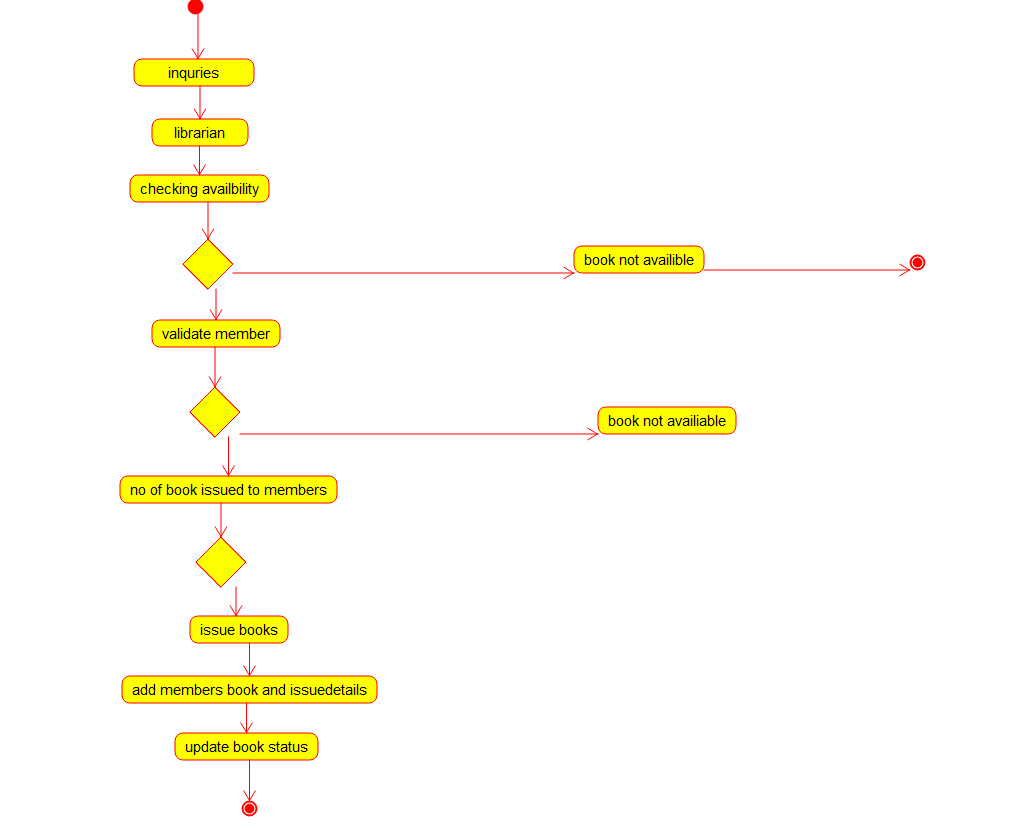 inquries
librarian
checking availbility
book not availible
validate member
book not availiable
no of book issued to members
issue books
add members book and issuedetails
update book status